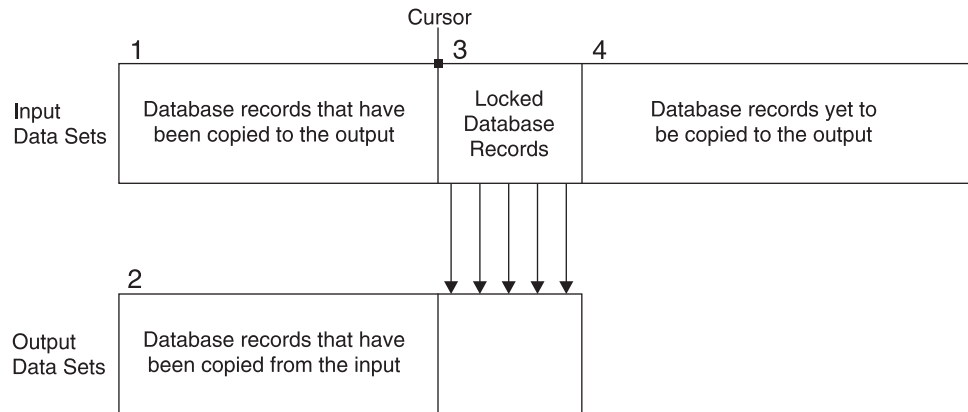 Cursor
1
3
4
Input
Data Sets
Database records that have
been copied to the output
Locked
Database
Records
Database records yet to
be copied to the output
2
Output
Data Sets
Database records that have
been copied from the input